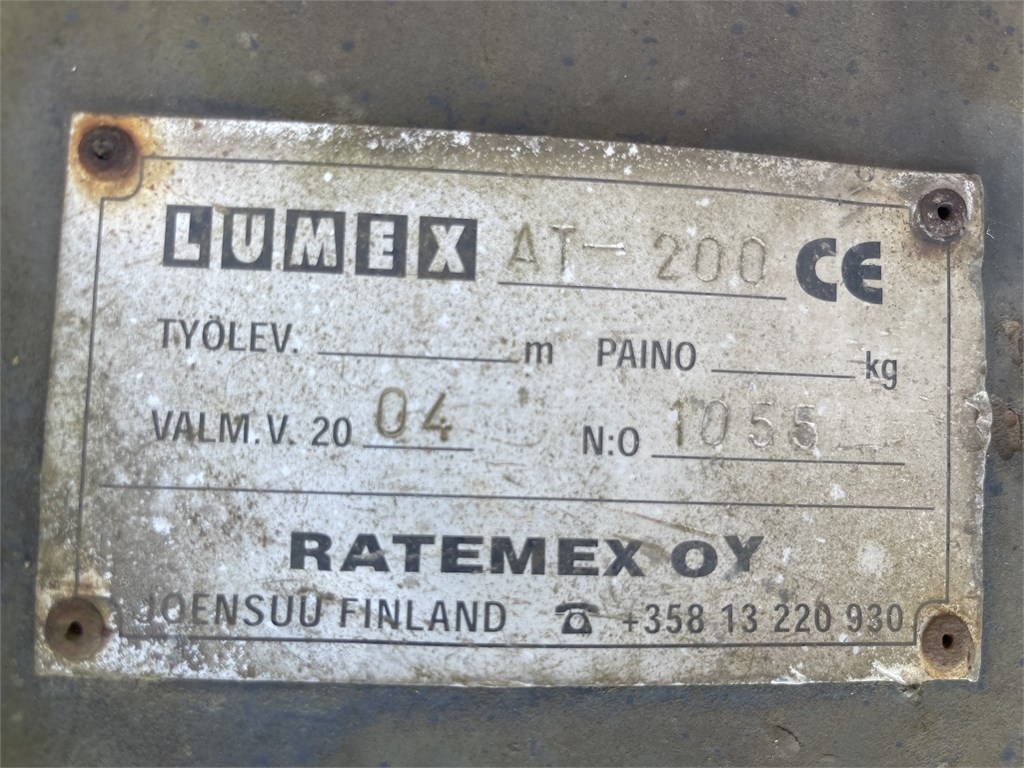 LUMEX AT-200 CE
TYÖLEV. m PAINO kg
VALM.V. 20 04 N:O 1055
RATEMEX OY
JOENSUU FINLAND ☎ +358 13 220 930